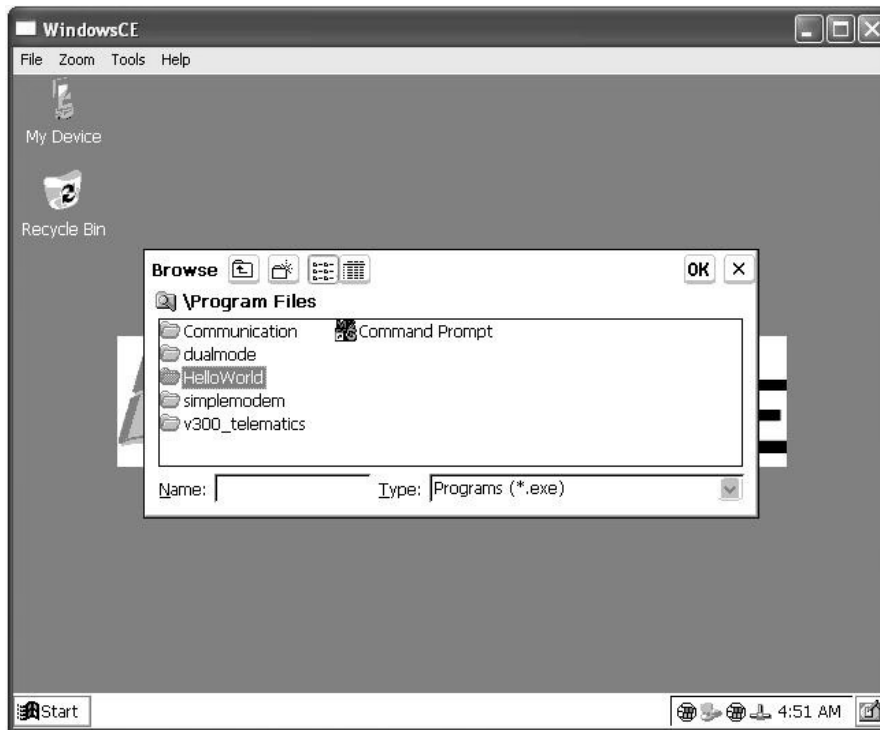 WindowsCE
File Zoom Tools Help
My Device
Recycle Bin
Browse OK
\Program Files
Communication Command Prompt
dualmode
HelloWorld
simplemodem
v300_telematics
Name: Type: Programs (*.exe)
Start 4:51 AM